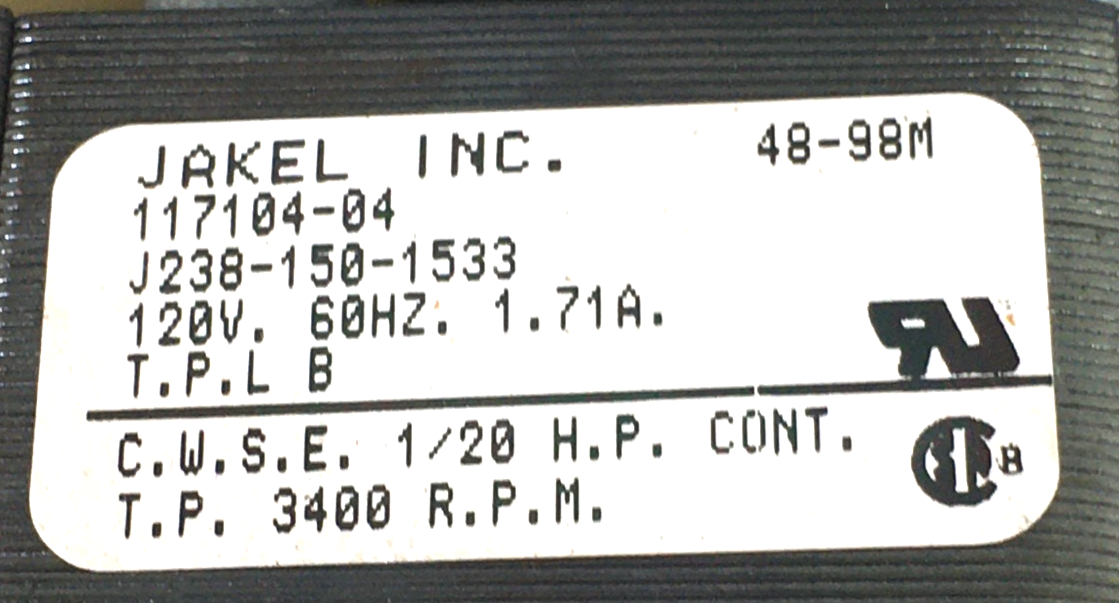 JAKEL INC. 48-98M
117104-04
J238-150-1533
120V. 60HZ. 1.71A.
T.P.L B
C.W.S.E. 1/20 H.P. CONT.
T.P. 3400 R.P.M.